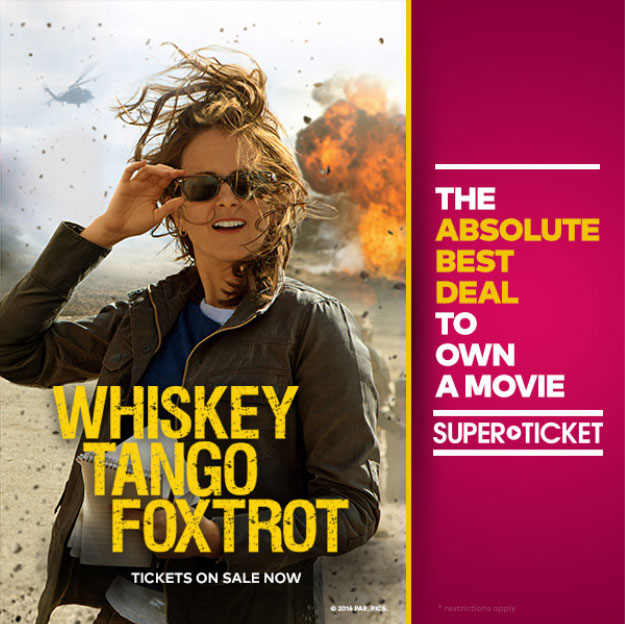 WHISKEY
TANGO
FOXTROT
TICKETS ON SALE NOW
© 2016 PAR. PICS.
THE
ABSOLUTE
BEST
DEAL
TO
OWN
A MOVIE
SUPER TICKET
* restrictions apply